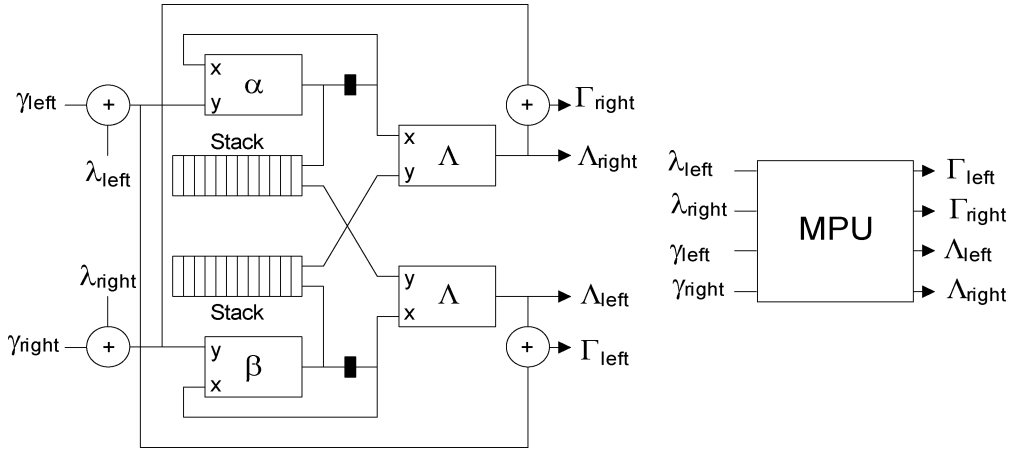 x
α
y
γleft
+
λleft
Stack
+
Γright
x
Λ
y
Λright
λright
Stack
y
Λ
x
Λleft
γright
+
y
β
x
+
Γleft
λleft
λright
γleft
γright
MPU
Γleft
Γright
Λleft
Λright